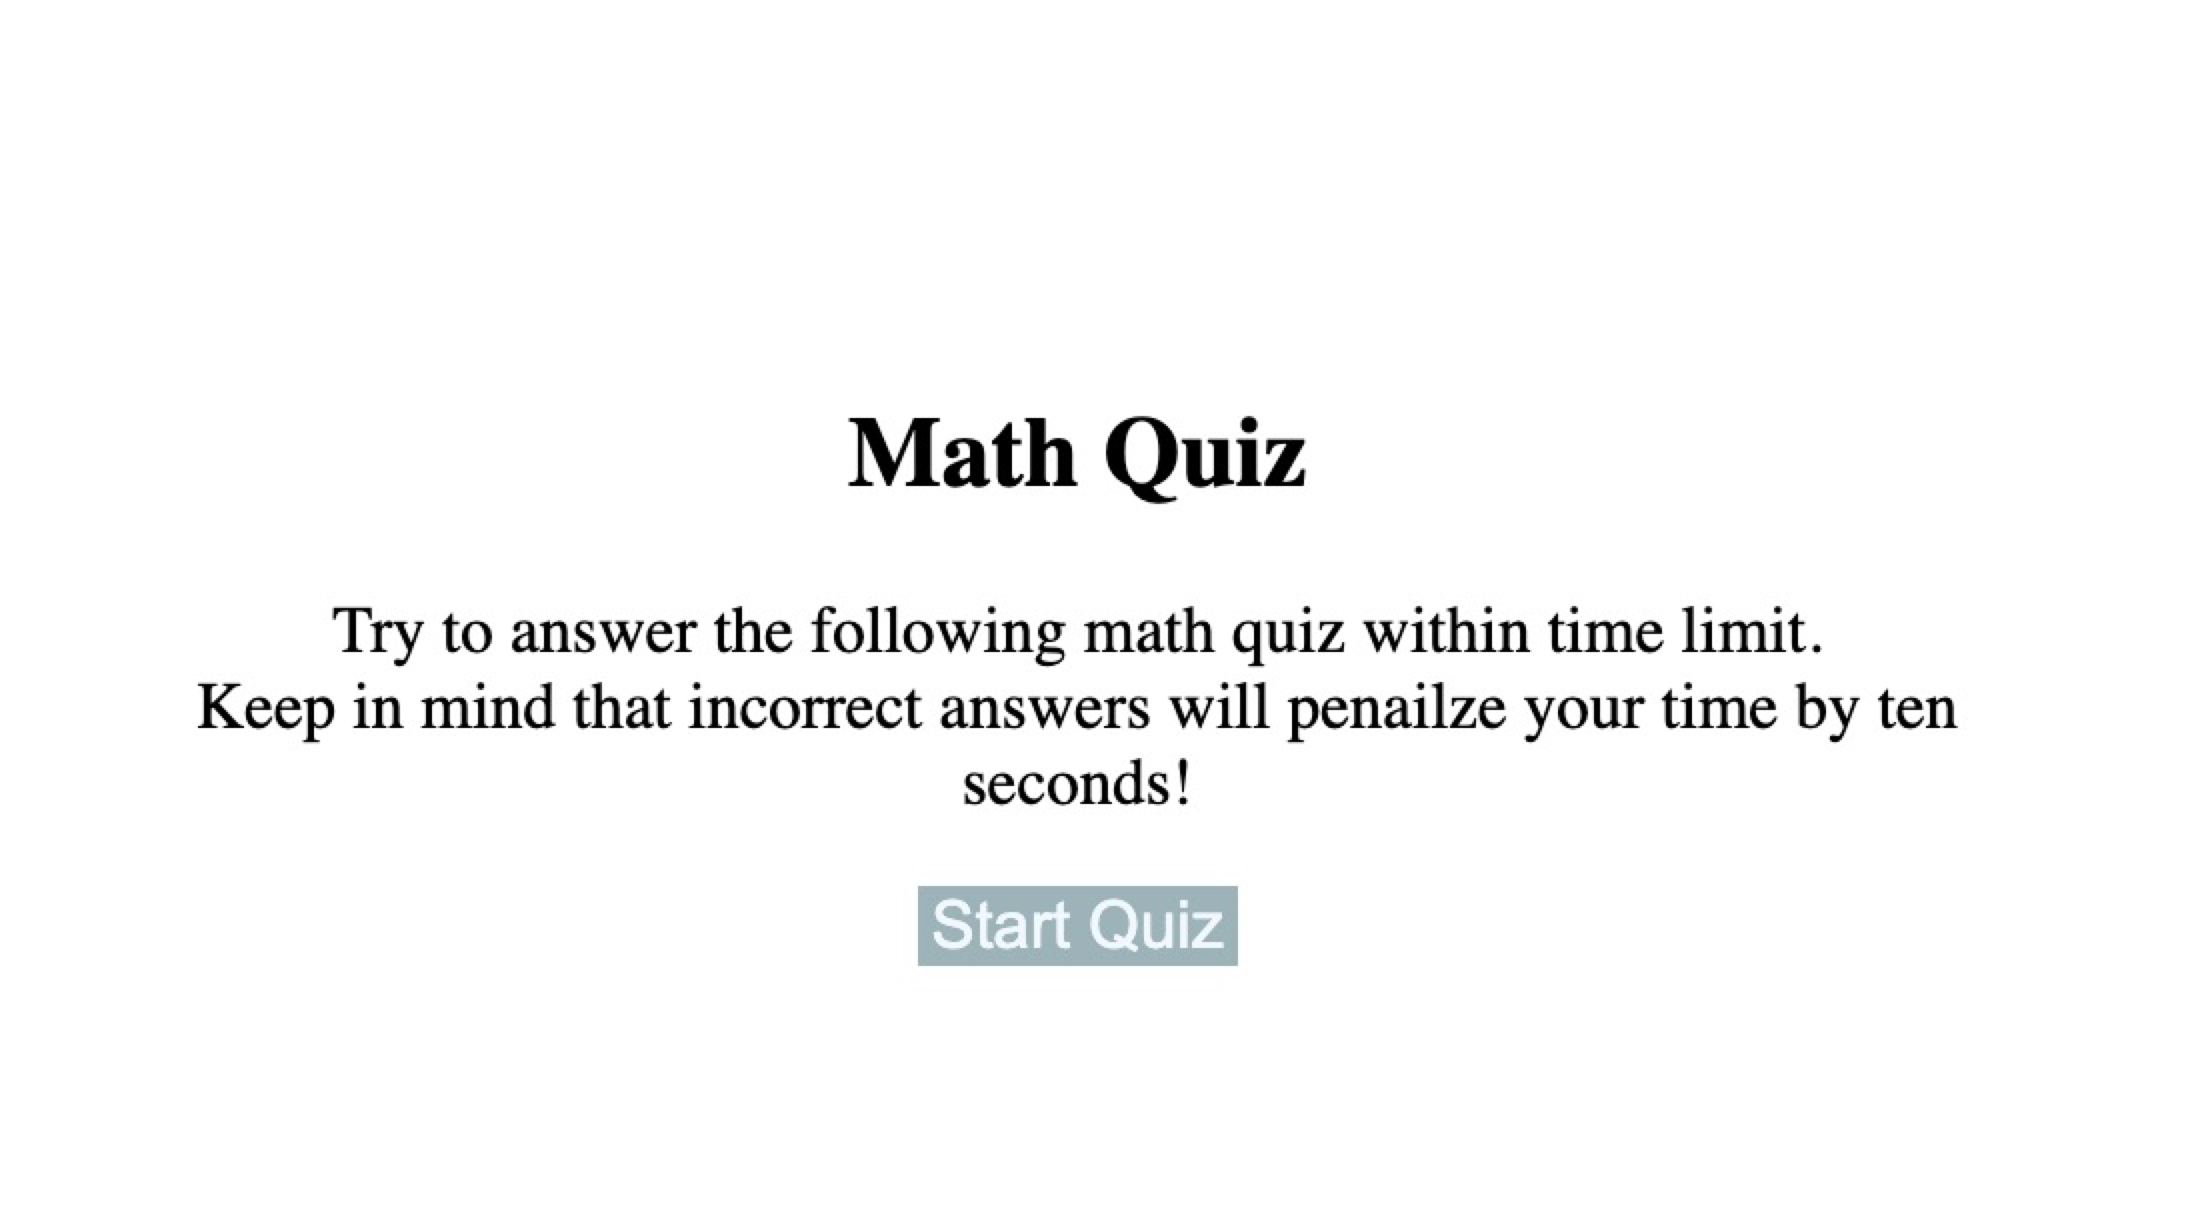 Math Quiz
Try to answer the following math quiz within time limit.
Keep in mind that incorrect answers will penailze your time by ten
seconds!
Start Quiz